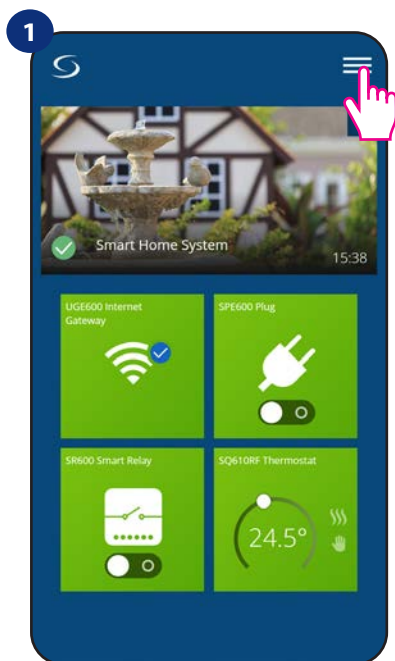 1
Smart Home System
15:38
UGE600 Internet
Gateway
SPE600 Plug
SR600 Smart Relay
SQ610RF Thermostat
24.5°